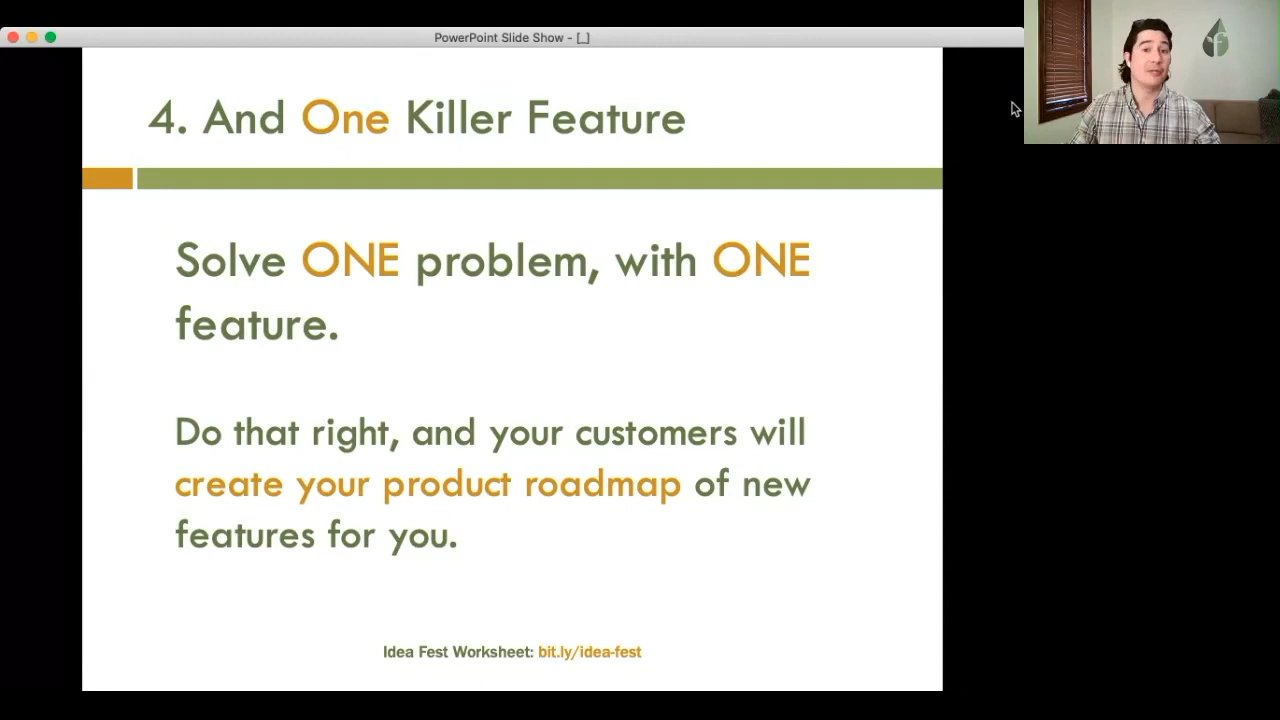 PowerPoint Slide Show - [_]
4. And One Killer Feature
Solve ONE problem, with ONE
feature.
Do that right, and your customers will
create your product roadmap of new
features for you.
Idea Fest Worksheet: bit.ly/idea-fest
f